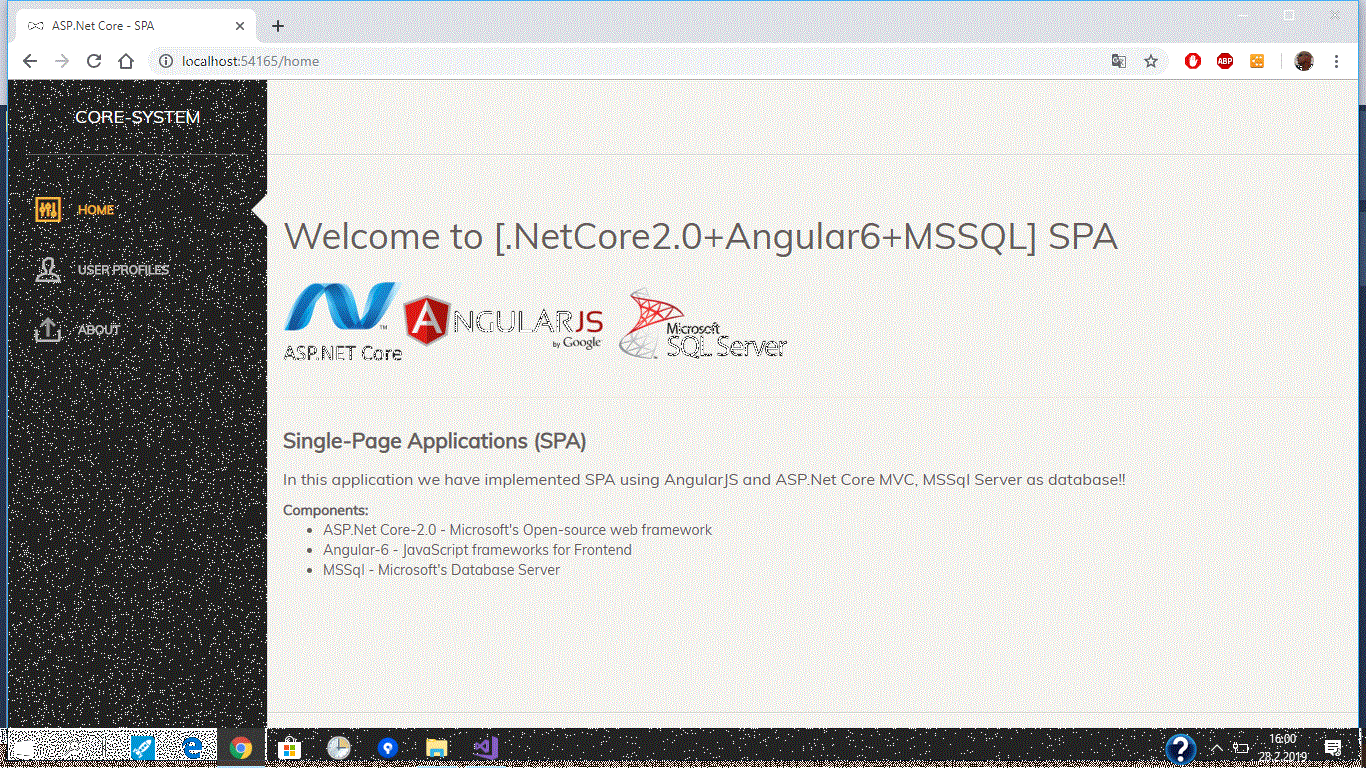 ASP.Net Core - SPA
localhost:54165/home
ABP
CORE-SYSTEM
HOME
USER PROFILES
ABOUT
Welcome to [.NetCore2.0+Angular6+MSSQL] SPA
ASP.NET Core
ANGULARJS
by Google
Microsoft
SQL Server
Single-Page Applications (SPA)
In this application we have implemented SPA using AngularJS and ASP.Net Core MVC, MSSql Server as database!!
Components:
• ASP.Net Core-2.0 - Microsoft's Open-source web framework
• Angular-6 - JavaScript frameworks for Frontend
• MSSql - Microsoft's Database Server
16:00
28.2.2019